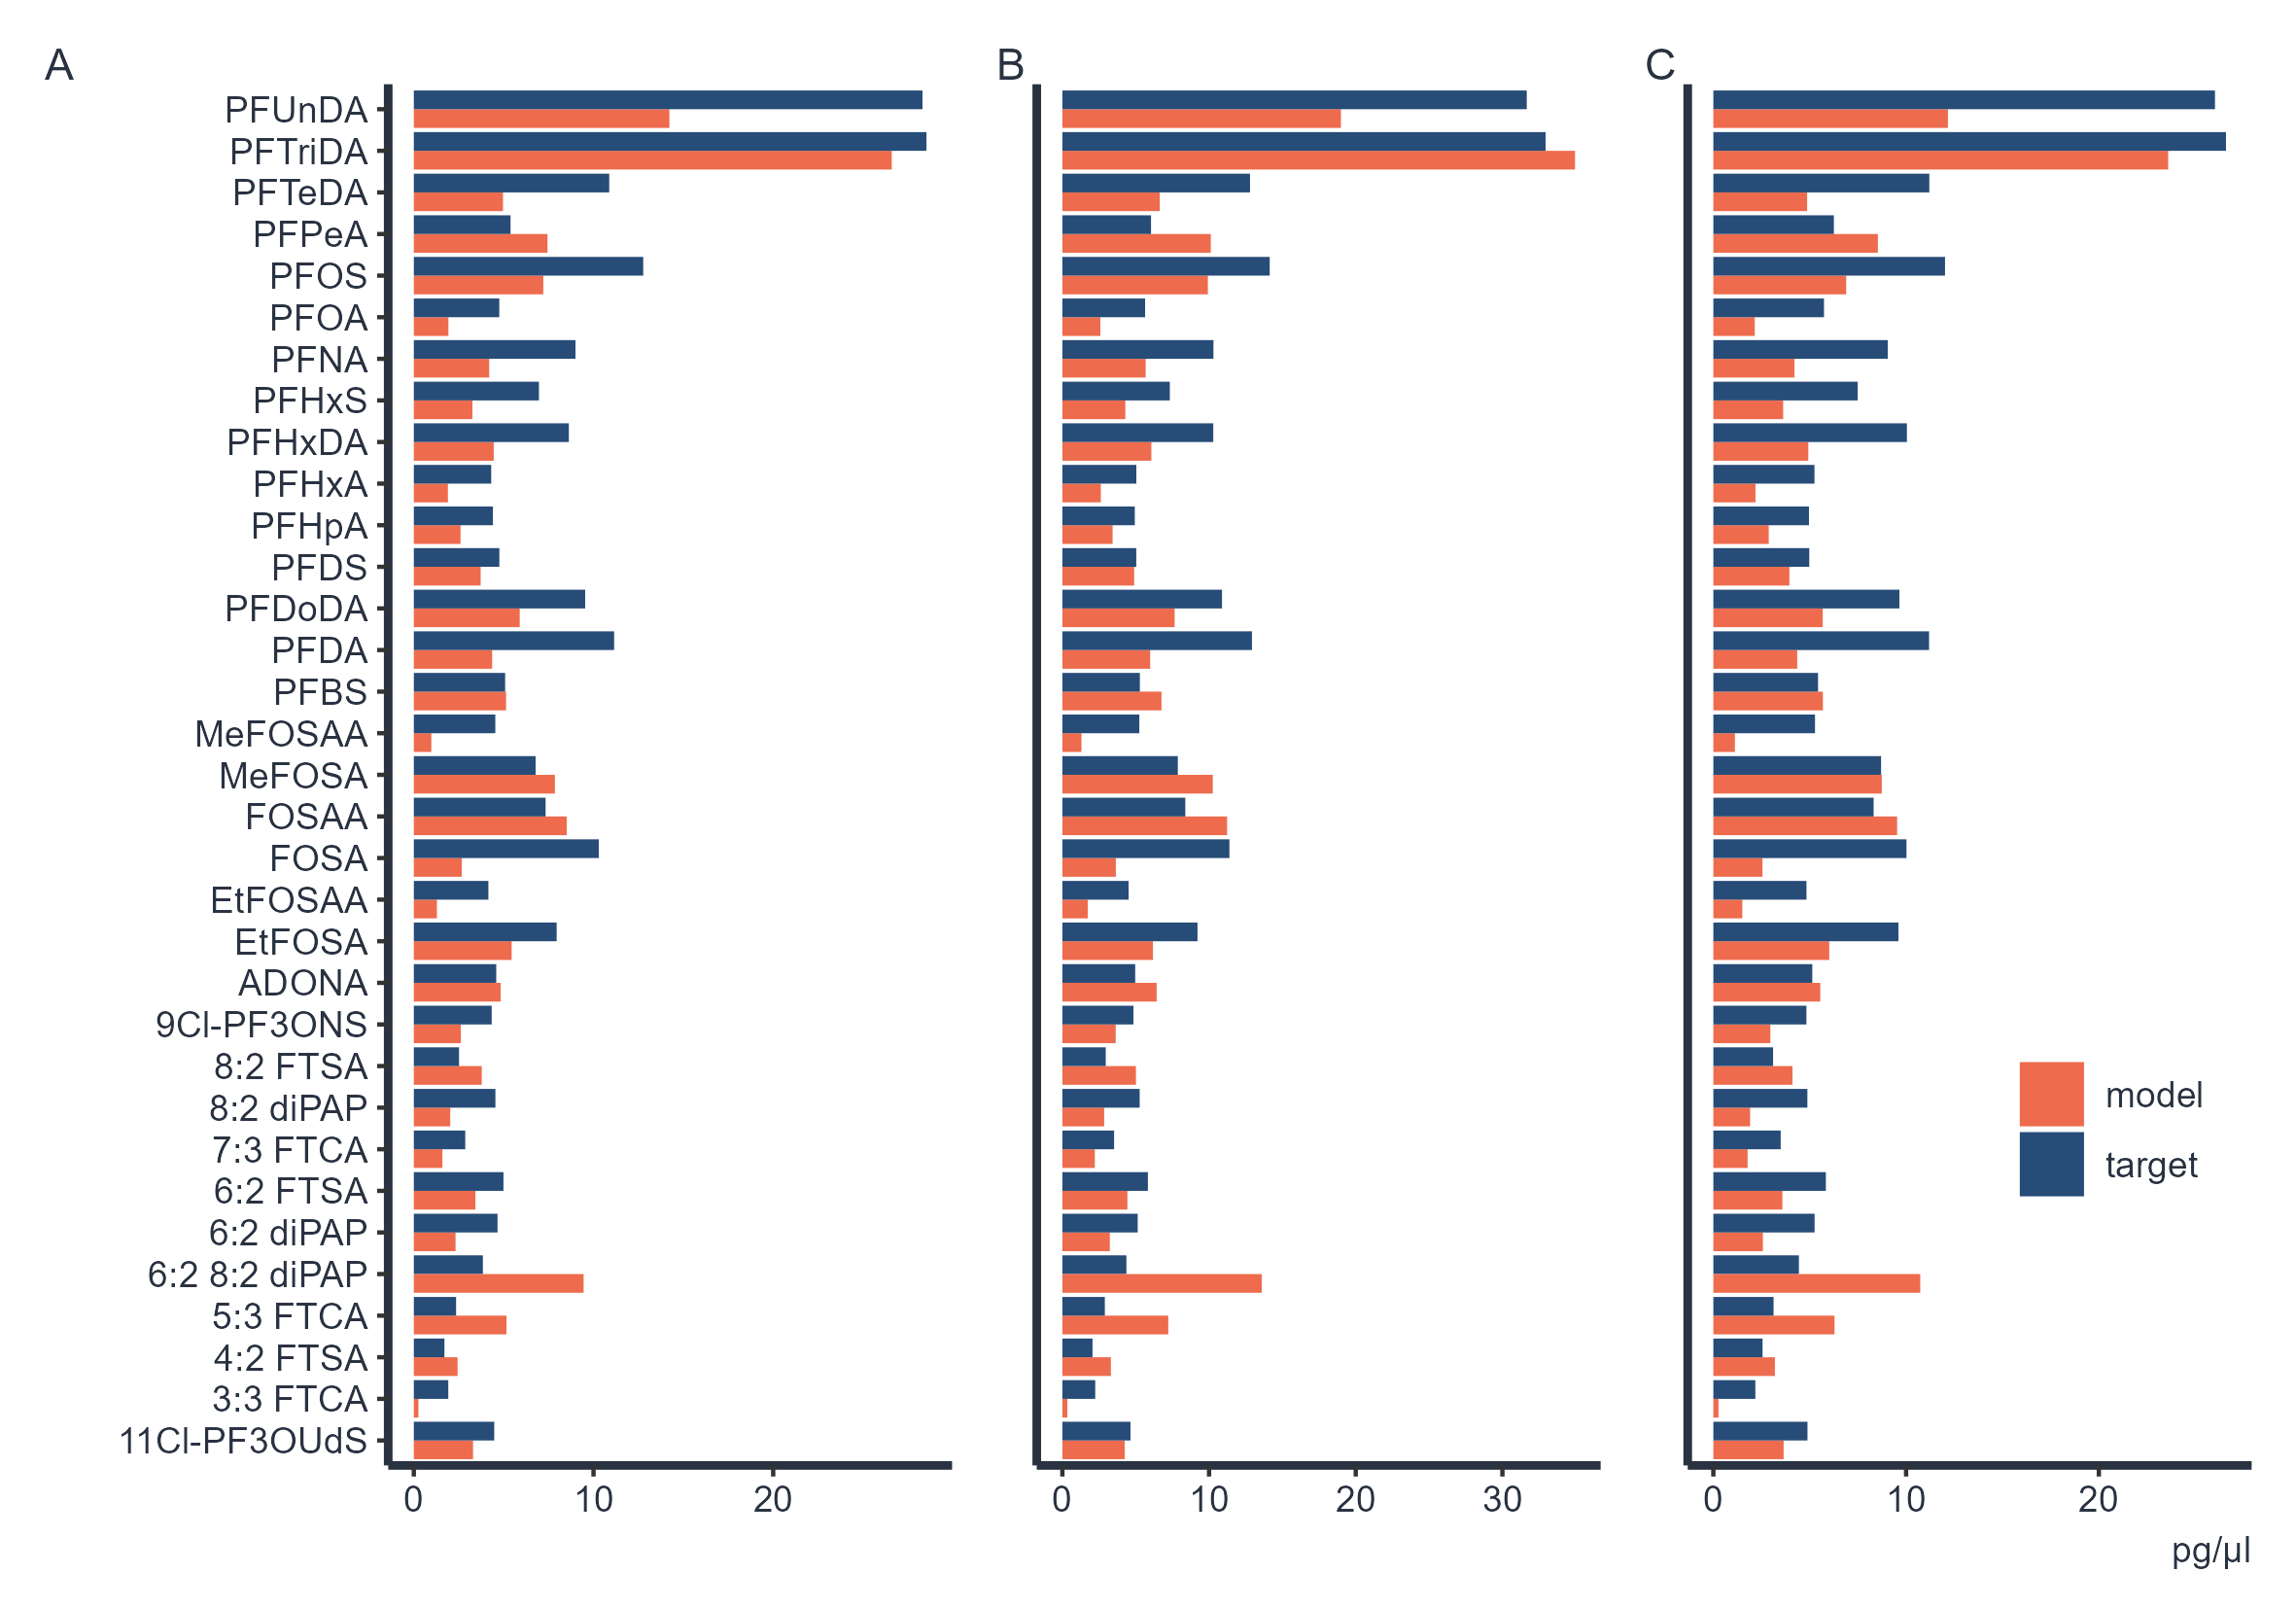 A B C
PFUnDA
PFTriDA
PFTeDA
PFPeA
PFOS
PFOA
PFNA
PFHxS
PFHxDA
PFHxA
PFHpA
PFDS
PFDoDA
PFDA
PFBS
MeFOSAA
MeFOSA
FOSAA
FOSA
EtFOSAA
EtFOSA
ADONA
9Cl-PF3ONS
8:2 FTSA
8:2 diPAP
7:3 FTCA
6:2 FTSA
6:2 diPAP
6:2 8:2 diPAP
5:3 FTCA
4:2 FTSA
3:3 FTCA
11Cl-PF3OUdS
model
target
0 10 20 0 10 20 30 0 10 20
pg/µl